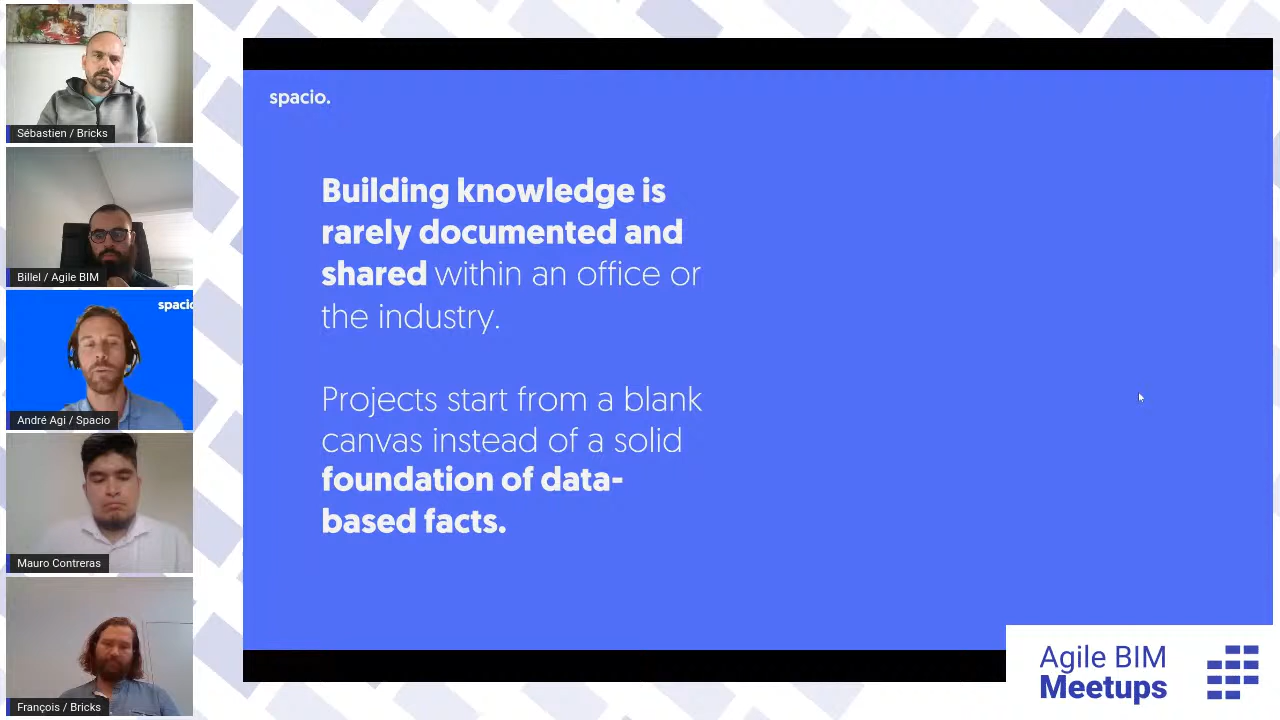 Sébastien / Bricks
Billel / Agile BIM
spacio
André Agi / Spacio
Mauro Contreras
François / Bricks
spacio.
Building knowledge is
rarely documented and
shared within an office or
the industry.
Projects start from a blank
canvas instead of a solid
foundation of data-
based facts.
Agile BIM
Meetups